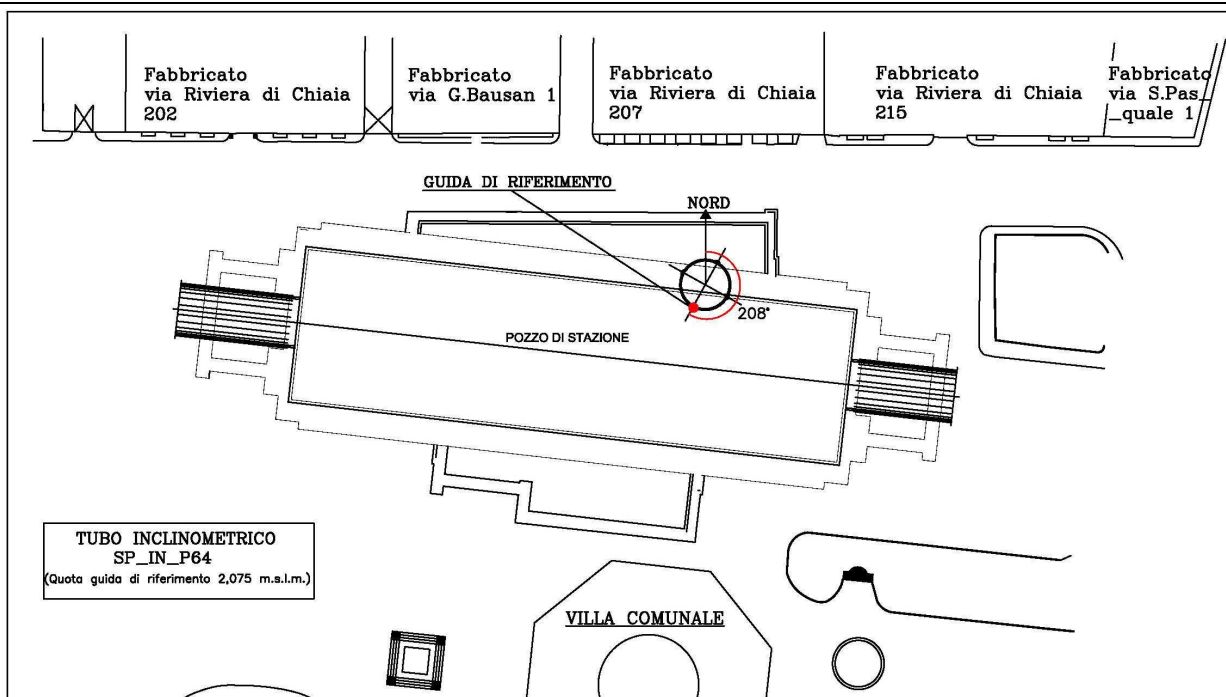 Fabbricato
via Riviera di Chiaia
202
Fabbricato
via G.Bausan 1
Fabbricato
via Riviera di Chiaia
207
Fabbricato
via Riviera di Chiaia
215
Fabbricato
via S.Pas_
_quale 1
GUIDA DI RIFERIMENTO
NORD
208°
POZZO DI STAZIONE
TUBO INCLINOMETRICO
SP_IN_P64
(Quota guida di riferimento 2,075 m.s.l.m.)
VILLA COMUNALE